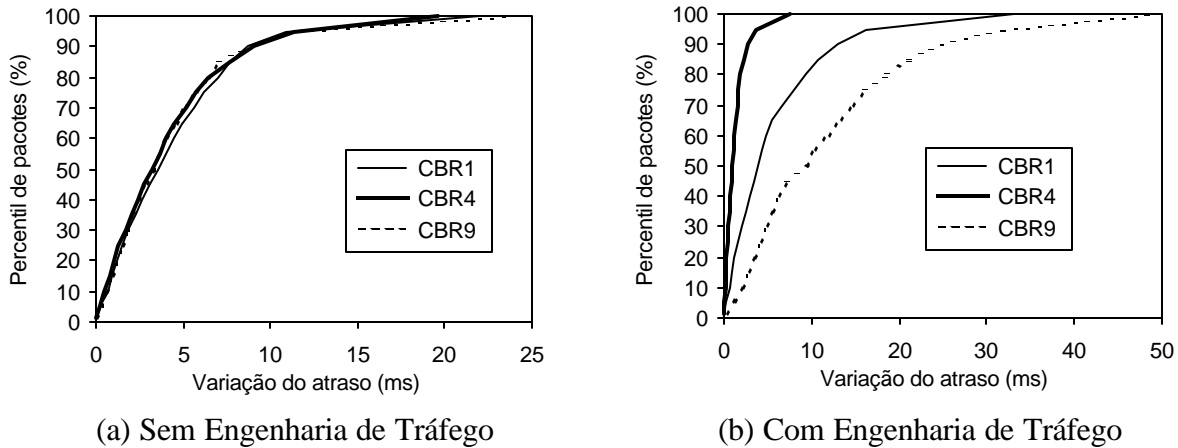 Percentil de pacotes (%)
100
90
80
70
60
50
40
30
20
10
0
CBR1
CBR4
CBR9
0 5 10 15 20 25
Variação do atraso (ms)
(a) Sem Engenharia de Tráfego
Percentil de pacotes (%)
100
90
80
70
60
50
40
30
20
10
0
CBR1
CBR4
CBR9
0 10 20 30 40 50
Variação do atraso (ms)
(b) Com Engenharia de Tráfego